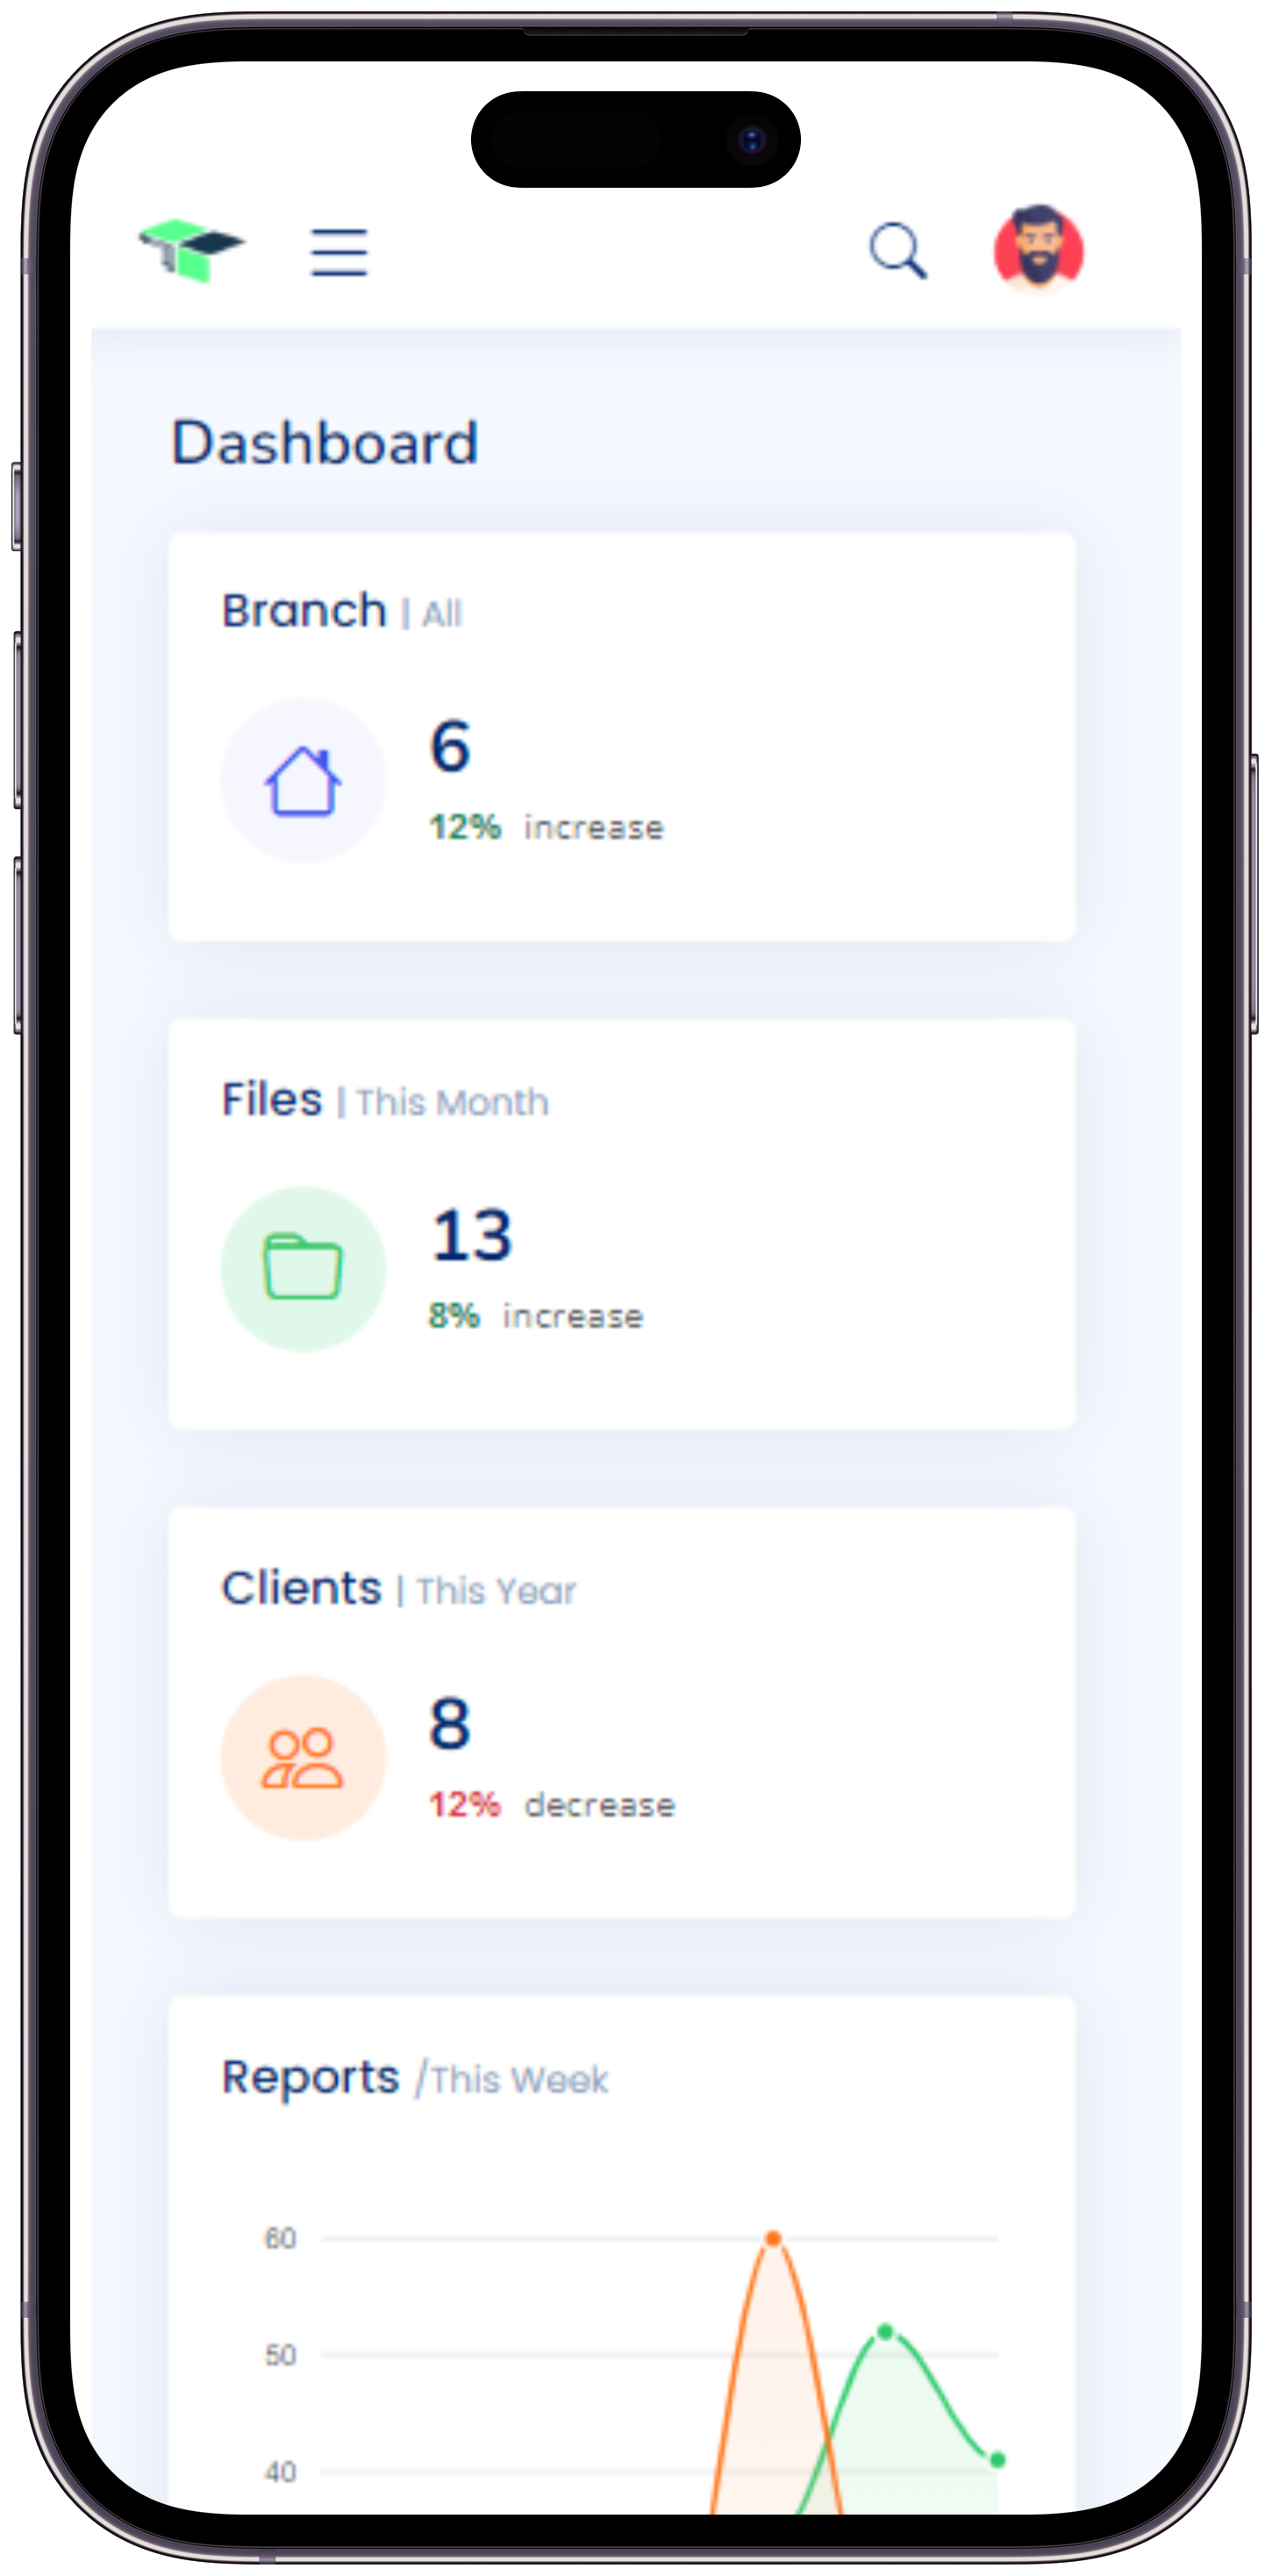 Dashboard
Branch | All
6
12% increase
Files | This Month
13
8% increase
Clients | This Year
8
12% decrease
Reports /This Week
60
50
40